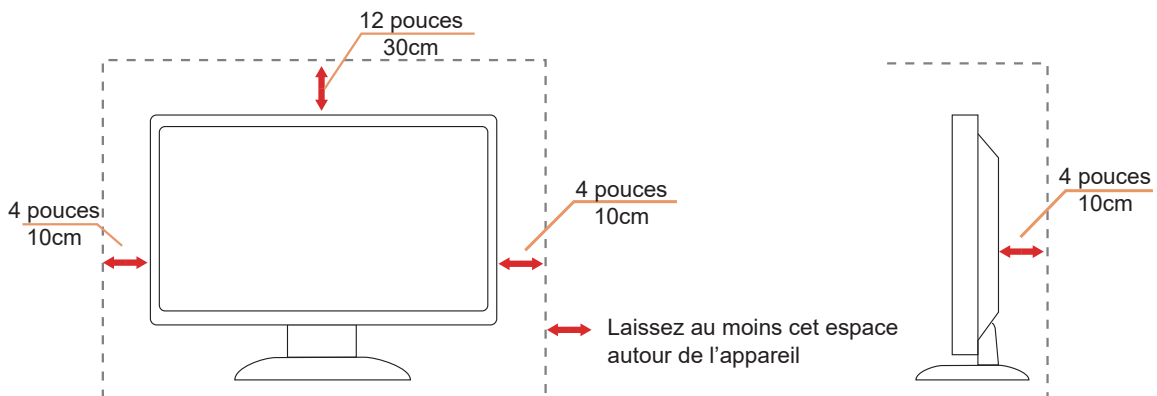 12 pouces
30cm
4 pouces
10cm
4 pouces
10cm
4 pouces
10cm
Laissez au moins cet espace
autour de l’appareil